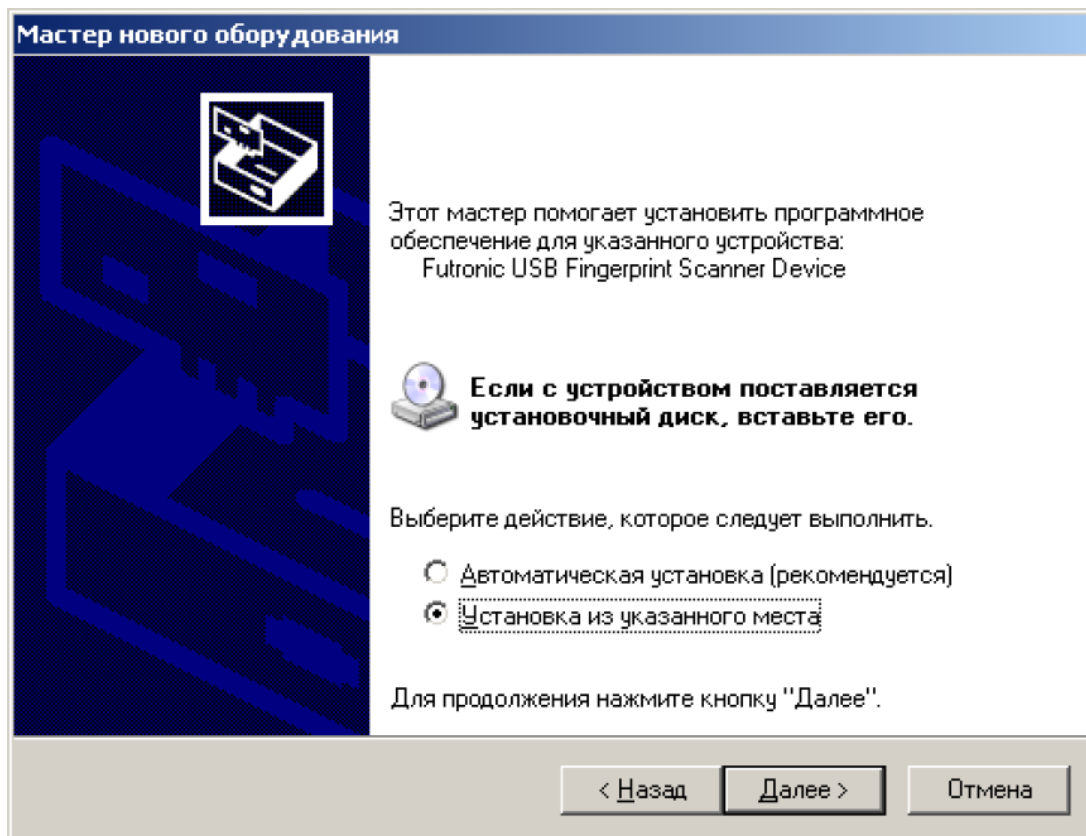 Мастер нового оборудования
Этот мастер помогает установить программное
обеспечение для указанного устройства:
Futronic USB Fingerprint Scanner Device
Если с устройством поставляется
установочный диск, вставьте его.
Выберите действие, которое следует выполнить.
Автоматическая установка (рекомендуется)
Установка из указанного места
Для продолжения нажмите кнопку "Далее".
< Назад Далее > Отмена